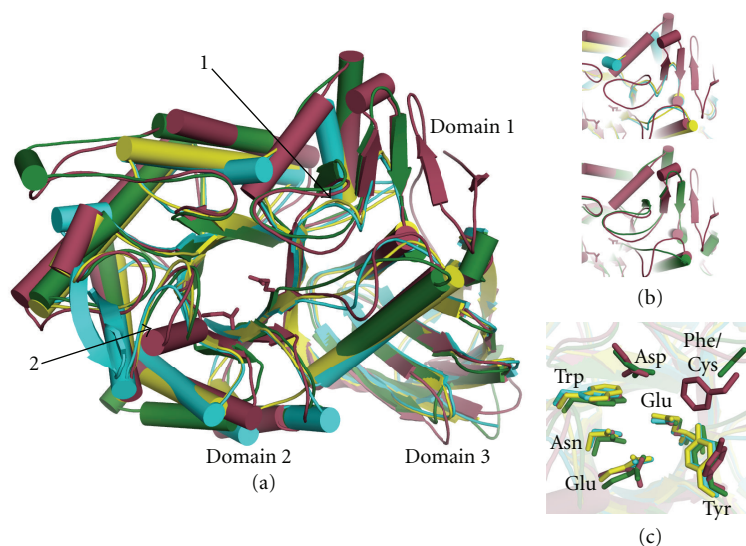 1
Domain 1
2
Domain 2
Domain 3
(a)
(b)
Phe/
Cys
Asp
Trp
Glu
Asn
Glu
Tyr
(c)